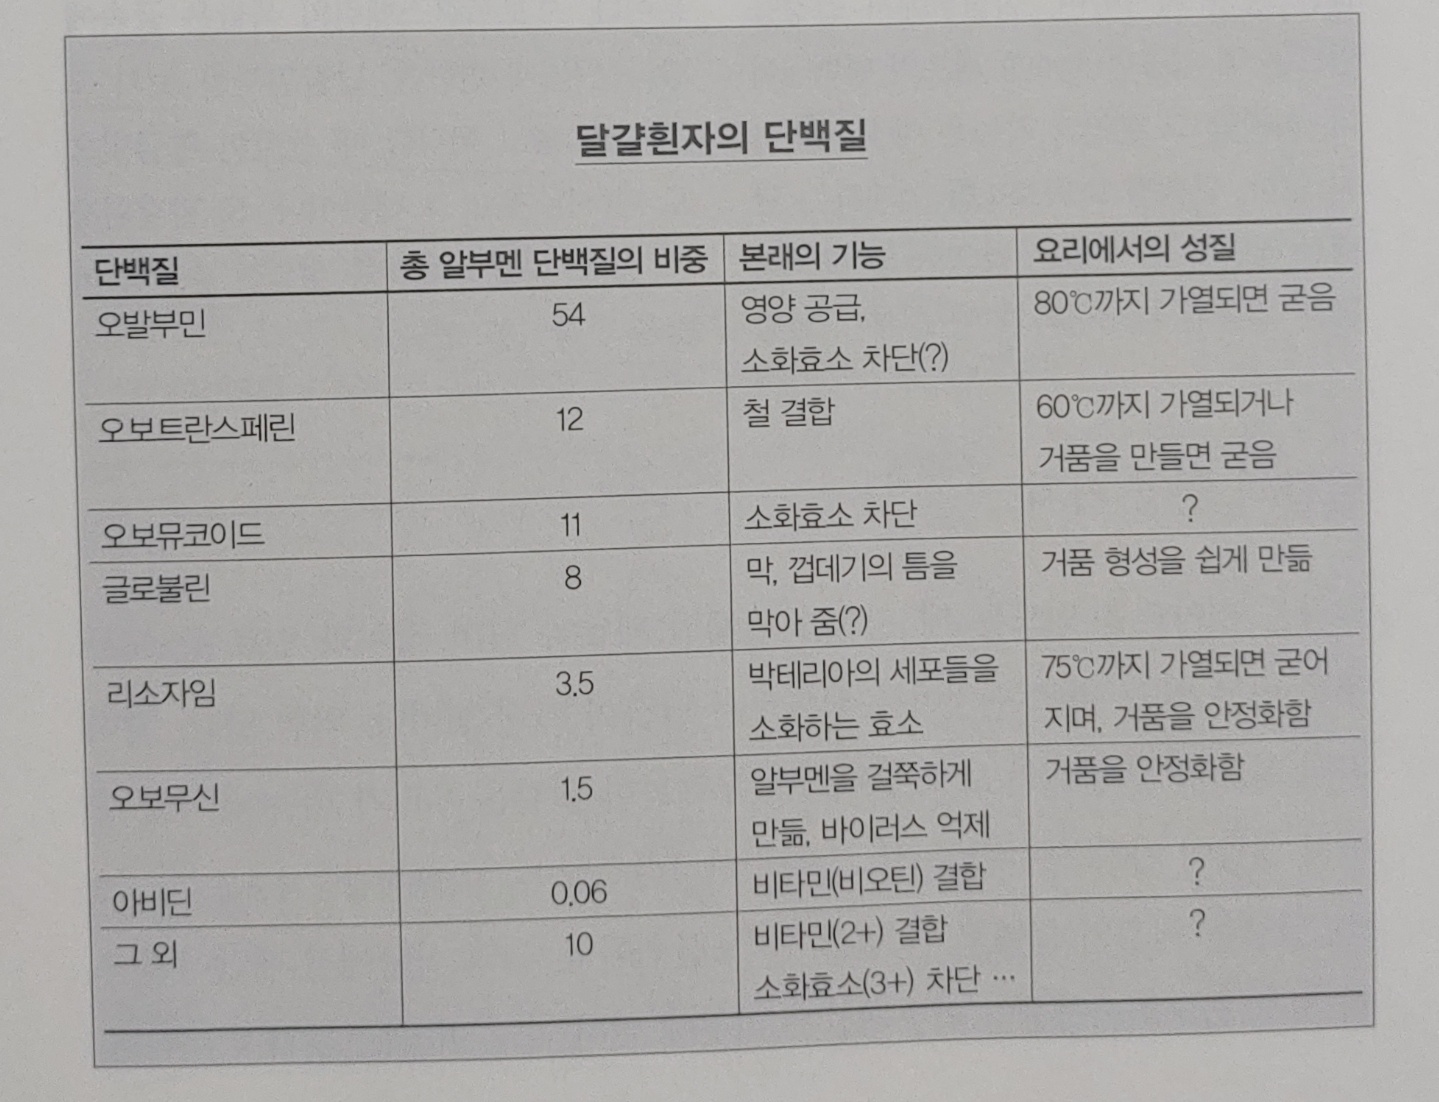 달걀흰자의 단백질
단백질 총 알부멘 단백질의 비중 본래의 기능 요리에서의 성질
오발부민 54 영양 공급, 80℃까지 가열되면 굳음
소화효소 차단(?)
오보트란스페린 12 철 결합 60℃까지 가열되거나
거품을 만들면 굳음
오보뮤코이드 11 소화효소 차단 ?
글로불린 8 막, 껍데기의 틈을 거품 형성을 쉽게 만듦
막아 줌(?)
리소자임 3.5 박테리아의 세포들을 75℃까지 가열되면 굳어
소화하는 효소 지며, 거품을 안정화함
오보무신 1.5 알부멘을 걸쭉하게 거품을 안정화함
만듦, 바이러스 억제
아비딘 0.06 비타민(비오틴) 결합 ?
그 외 10 비타민(2+) 결합 ?
소화효소(3+) 차단 …